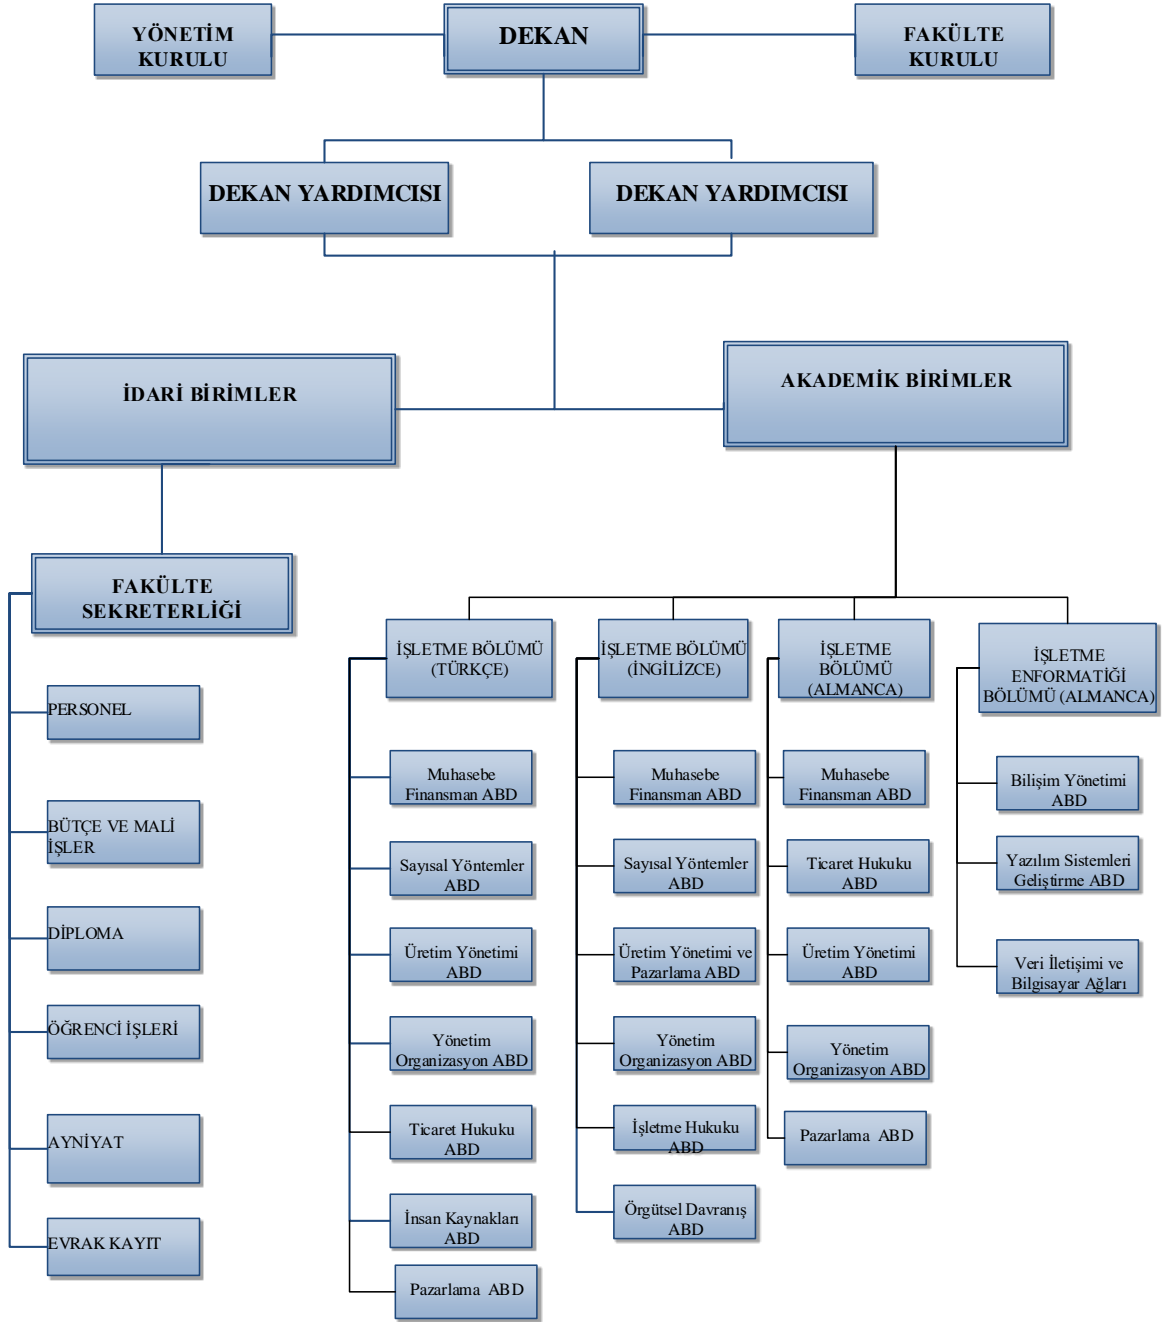 YÖNETİM
KURULU
DEKAN
FAKÜLTE
KURULU
DEKAN YARDIMCISI
DEKAN YARDIMCISI
İDARİ BİRİMLER
AKADEMİK BİRİMLER
FAKÜLTE
SEKRETERLİĞİ
PERSONEL
BÜTÇE VE MALİ
İŞLER
DİPLOMA
ÖĞRENCİ İŞLERİ
AYNİYAT
EVRAK KAYIT
İŞLETME BÖLÜMÜ
(TÜRKÇE)
Muhasebe
Finansman ABD
Sayısal Yöntemler
ABD
Üretim Yönetimi
ABD
Yönetim
Organizasyon ABD
Ticaret Hukuku
ABD
İnsan Kaynakları
ABD
Pazarlama ABD
İŞLETME BÖLÜMÜ
(İNGİLİZCE)
Muhasebe
Finansman ABD
Sayısal Yöntemler
ABD
Üretim Yönetimi ve
Pazarlama ABD
Yönetim
Organizasyon ABD
İşletme Hukuku
ABD
Örgütsel Davranış
ABD
İŞLETME
BÖLÜMÜ
(ALMANCA)
Muhasebe
Finansman ABD
Ticaret Hukuku
ABD
Üretim Yönetimi
ABD
Yönetim
Organizasyon ABD
Pazarlama ABD
İŞLETME
ENFORMATİĞİ
BÖLÜMÜ (ALMANCA)
Bilişim Yönetimi
ABD
Yazılım Sistemleri
Geliştirme ABD
Veri İletişimi ve
Bilgisayar Ağları